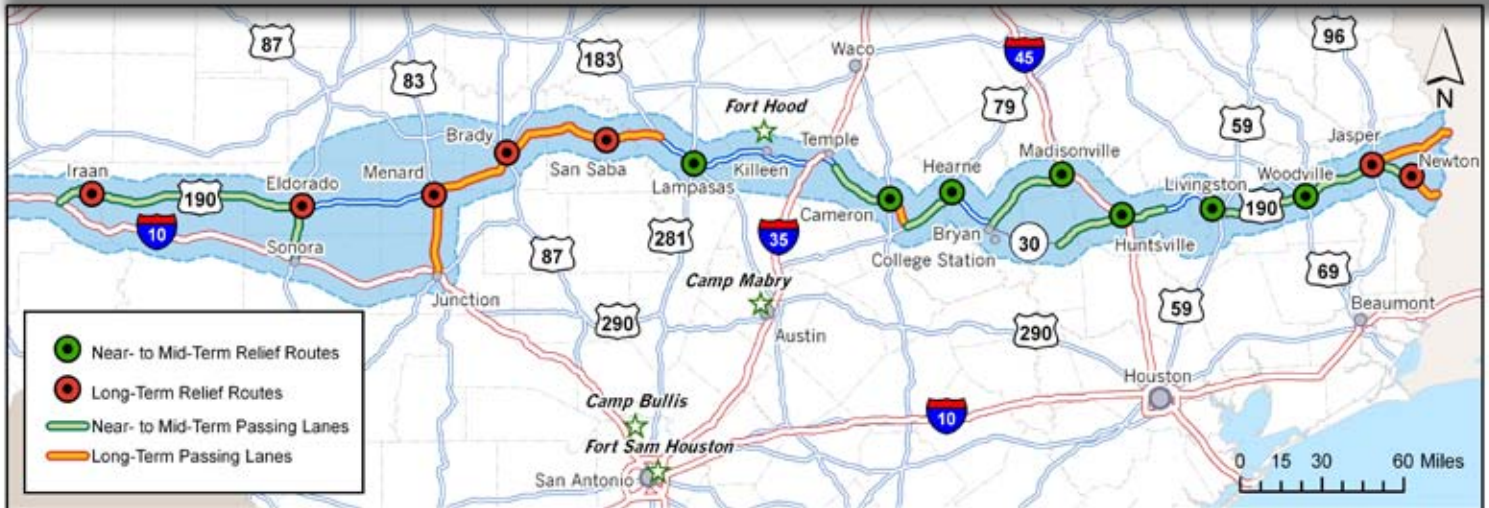 87
183
96
Waco
45
83
N
Fort Hood
79
59
Jasper
Brady
Temple
Madisonville
Iraan
Eldorado
Menard
San Saba
Killeen
Hearne
Livingston
Woodville
Newton
190
Lampasas
190
10
Cameron
Sonora
281
35
Bryan
30
Huntsville
87
College Station
69
Junction
Camp Mabry
59
Beaumont
290
Austin
290
Near- to Mid-Term Relief Routes
Long-Term Relief Routes
Near- to Mid-Term Passing Lanes
Long-Term Passing Lanes
Houston
Camp Bullis
10
Fort Sam Houston
San Antonio
0 15 30 60 Miles